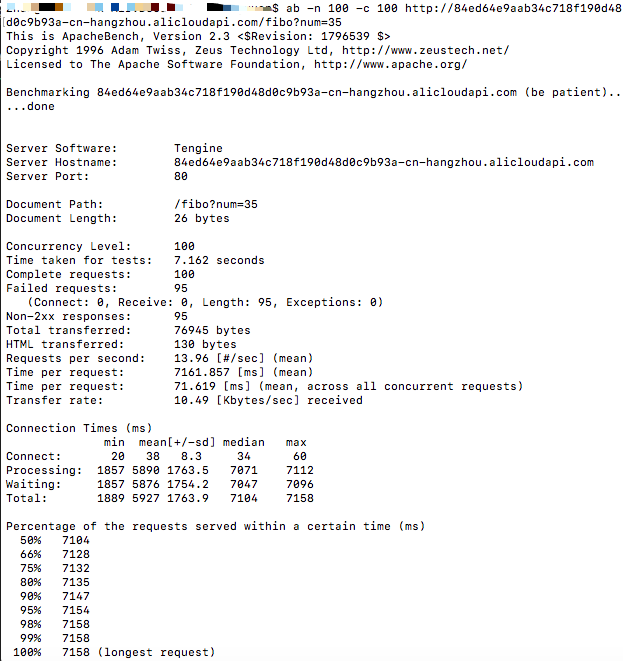 $ ab -n 100 -c 100 http://84ed64e9aab34c718f190d48
d0c9b93a-cn-hangzhou.alicloudapi.com/fibo?num=35
This is ApacheBench, Version 2.3 <$Revision: 1796539 $>
Copyright 1996 Adam Twiss, Zeus Technology Ltd, http://www.zeustech.net/
Licensed to The Apache Software Foundation, http://www.apache.org/

Benchmarking 84ed64e9aab34c718f190d48d0c9b93a-cn-hangzhou.alicloudapi.com (be patient)..
...done

Server Software:        Tengine
Server Hostname:        84ed64e9aab34c718f190d48d0c9b93a-cn-hangzhou.alicloudapi.com
Server Port:            80

Document Path:          /fibo?num=35
Document Length:        26 bytes

Concurrency Level:      100
Time taken for tests:   7.162 seconds
Complete requests:      100
Failed requests:        95
   (Connect: 0, Receive: 0, Length: 95, Exceptions: 0)
Non-2xx responses:      95
Total transferred:      76945 bytes
HTML transferred:       130 bytes
Requests per second:    13.96 [#/sec] (mean)
Time per request:       7161.857 [ms] (mean)
Time per request:       71.619 [ms] (mean, across all concurrent requests)
Transfer rate:          10.49 [Kbytes/sec] received

Connection Times (ms)
              min  mean[+/-sd] median   max
Connect:       20   38   8.3     34      60
Processing:  1857 5890 1763.5   7071    7112
Waiting:     1857 5876 1754.2   7047    7096
Total:       1889 5927 1763.9   7104    7158

Percentage of the requests served within a certain time (ms)
  50%   7104
  66%   7128
  75%   7132
  80%   7135
  90%   7147
  95%   7154
  98%   7158
  99%   7158
 100%   7158 (longest request)